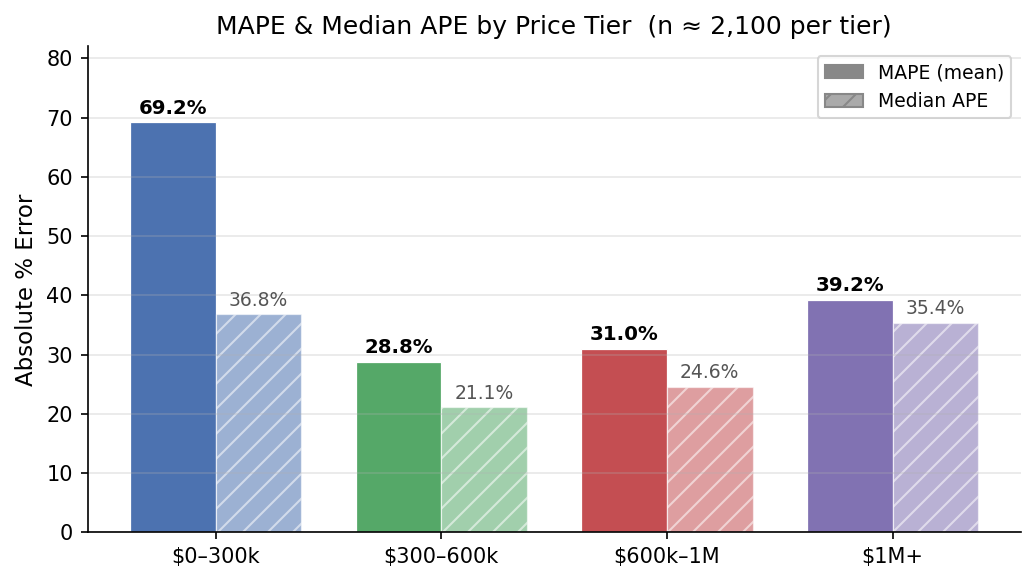 MAPE & Median APE by Price Tier  (n ≈ 2,100 per tier)
MAPE (mean)
Median APE
Absolute % Error
80
70
60
50
40
30
20
10
0
69.2%
36.8%
28.8%
21.1%
31.0%
24.6%
39.2%
35.4%
$0–300k
$300–600k
$600k–1M
$1M+